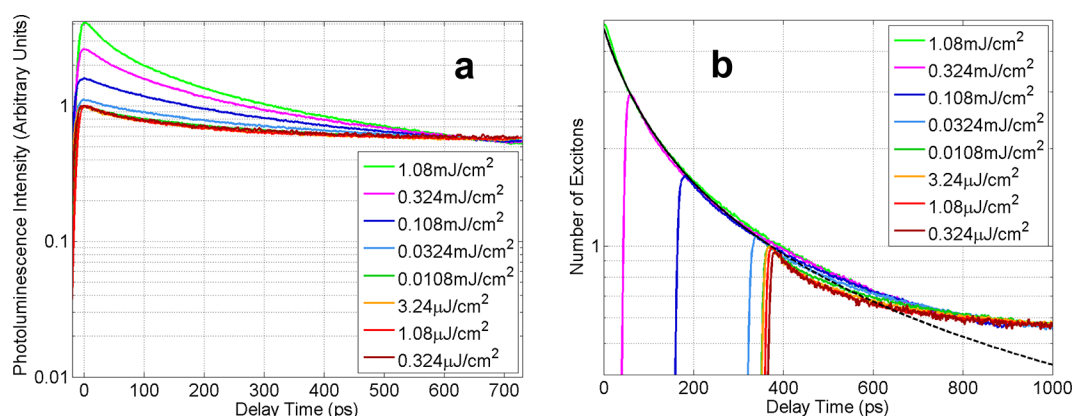 a
Photoluminescence Intensity (Arbitrary Units)
1
0.1
0.01
0 100 200 300 400 500 600 700
Delay Time (ps)
1.08mJ/cm²
0.324mJ/cm²
0.108mJ/cm²
0.0324mJ/cm²
0.0108mJ/cm²
3.24μJ/cm²
1.08μJ/cm²
0.324μJ/cm²
b
Number of Excitons
1
0 200 400 600 800 1000
Delay Time (ps)
1.08mJ/cm²
0.324mJ/cm²
0.108mJ/cm²
0.0324mJ/cm²
0.0108mJ/cm²
3.24μJ/cm²
1.08μJ/cm²
0.324μJ/cm²